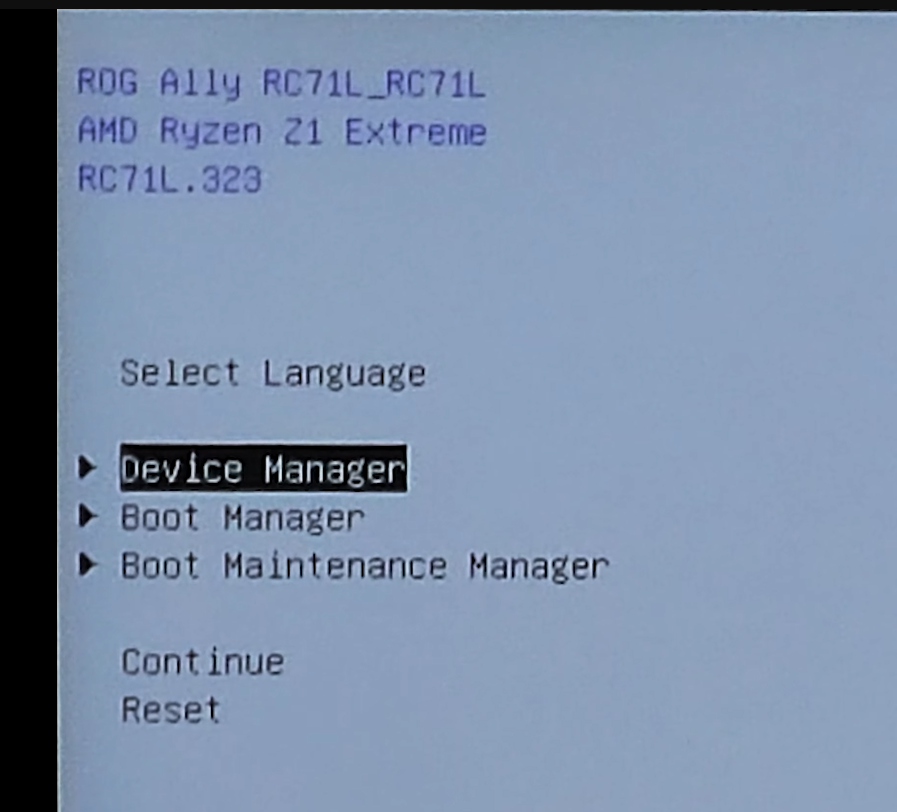 ROG Ally RC71L_RC71L
AMD Ryzen Z1 Extreme
RC71L.323
Select Language
Device Manager
Boot Manager
Boot Maintenance Manager
Continue
Reset